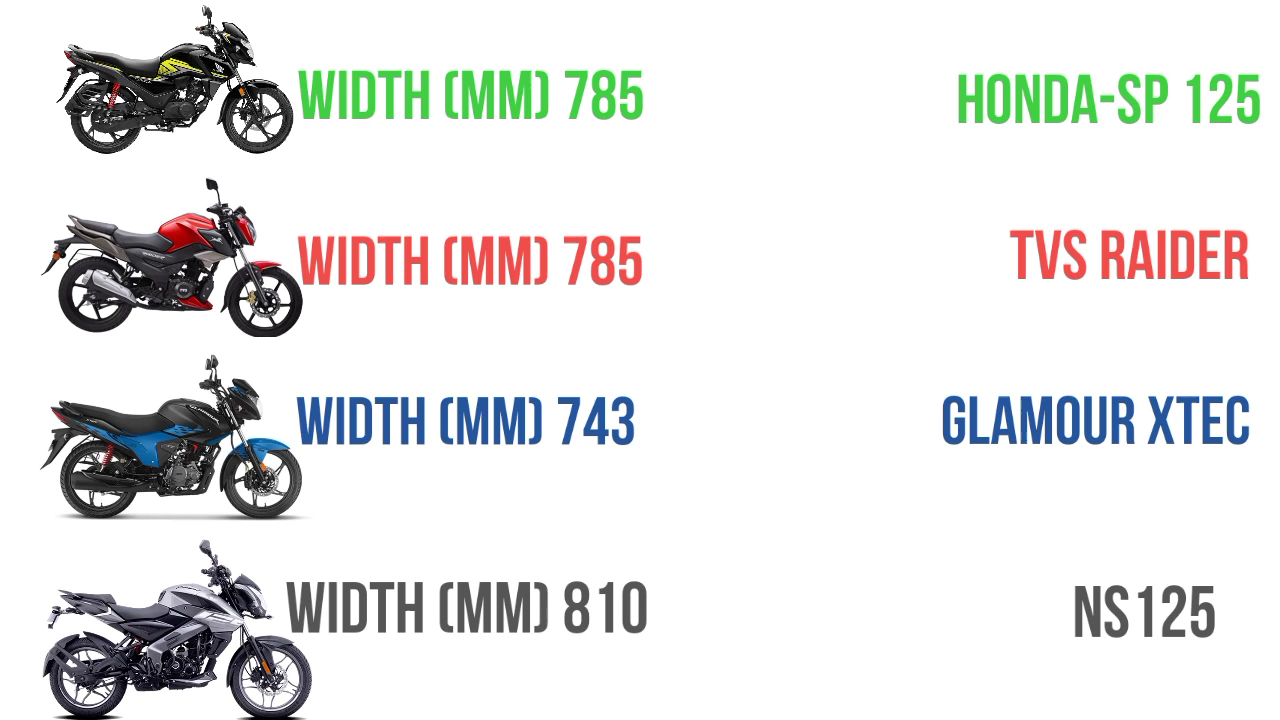 WIDTH (MM) 785 HONDA-SP 125
WIDTH (MM) 785 TVS RAIDER
WIDTH (MM) 743 GLAMOUR XTEC
WIDTH (MM) 810 NS125